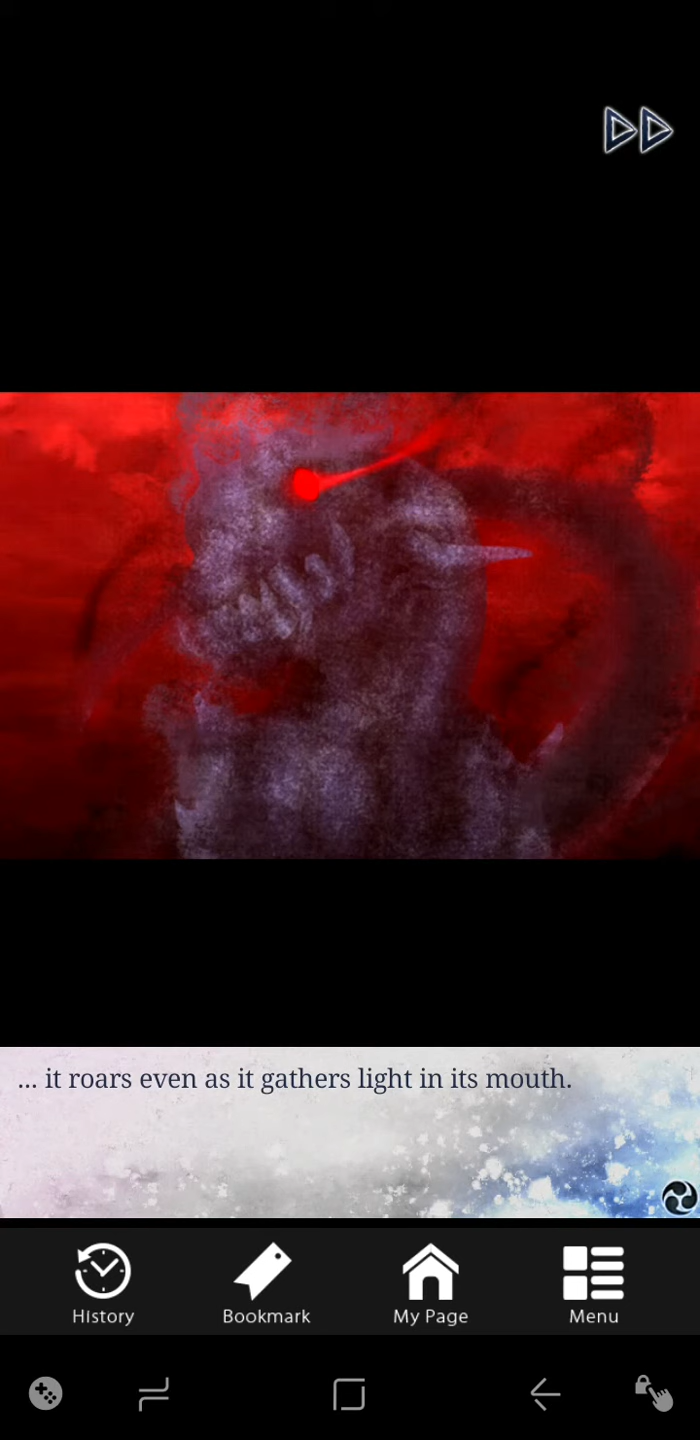 ... it roars even as it gathers light in its mouth.
History
Bookmark
My Page
Menu